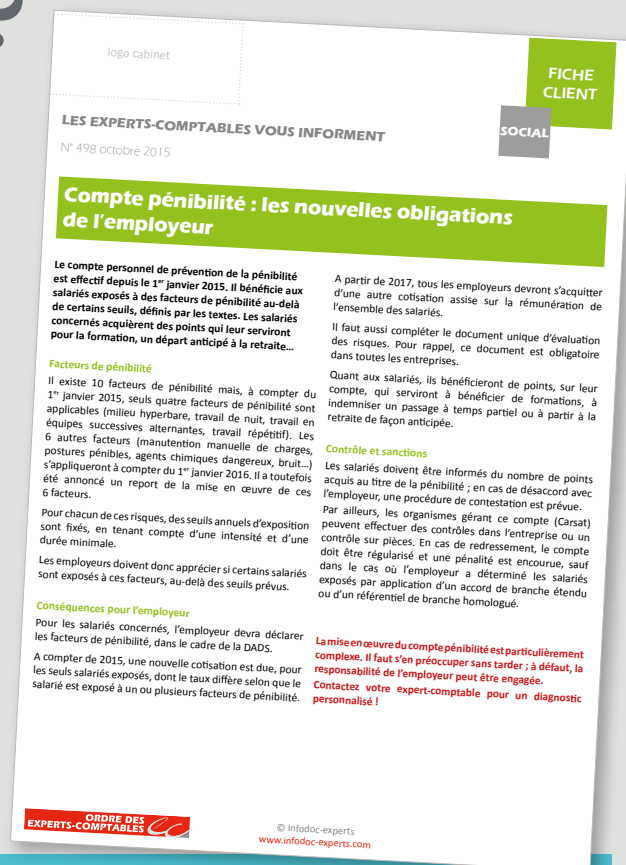 logo cabinet
FICHE
CLIENT
SOCIAL
LES EXPERTS-COMPTABLES VOUS INFORMENT
N° 498 octobre 2015
Compte pénibilité : les nouvelles obligations
de l'employeur
Le compte personnel de prévention de la pénibilité
est effectif depuis le 1er janvier 2015. Il bénéficie aux
salariés exposés à des facteurs de pénibilité au-delà
de certains seuils, définis par les textes. Les salariés
concernés acquièrent des points qui leur serviront
pour la formation, un départ anticipé à la retraite...
Facteurs de pénibilité
Il existe 10 facteurs de pénibilité mais, à compter du
1er janvier 2015, seuls quatre facteurs de pénibilité sont
applicables (milieu hyperbare, travail de nuit, travail en
équipes successives alternantes, travail répétitif). Les
6 autres facteurs (manutention manuelle de charges,
postures pénibles, agents chimiques dangereux, bruit...)
s'appliqueront à compter du 1er janvier 2016. Il a toutefois
été annoncé un report de la mise en œuvre de ces
6 facteurs.
Pour chacun de ces risques, des seuils annuels d'exposition
sont fixés, en tenant compte d'une intensité et d'une
durée minimale.
Les employeurs doivent donc apprécier si certains salariés
sont exposés à ces facteurs, au-delà des seuils prévus.
Conséquences pour l'employeur
Pour les salariés concernés, l'employeur devra déclarer
les facteurs de pénibilité, dans le cadre de la DADS.
A compter de 2015, une nouvelle cotisation est due, pour
les seuls salariés exposés, dont le taux diffère selon que le
salarié est exposé à un ou plusieurs facteurs de pénibilité.
A partir de 2017, tous les employeurs devront s'acquitter
d'une autre cotisation assise sur la rémunération de
l'ensemble des salariés.
Il faut aussi compléter le document unique d'évaluation
des risques. Pour rappel, ce document est obligatoire
dans toutes les entreprises.
Quant aux salariés, ils bénéficieront de points, sur leur
compte, qui serviront à bénéficier de formations, à
indemniser un passage à temps partiel ou à partir à la
retraite de façon anticipée.
Contrôle et sanctions
Les salariés doivent être informés du nombre de points
acquis au titre de la pénibilité ; en cas de désaccord avec
l'employeur, une procédure de contestation est prévue.
Par ailleurs, les organismes gérant ce compte (Carsat)
peuvent effectuer des contrôles dans l'entreprise ou un
contrôle sur pièces. En cas de redressement, le compte
doit être régularisé et une pénalité est encourue, sauf
dans le cas où l'employeur a déterminé les salariés
exposés par application d'un accord de branche étendu
ou d'un référentiel de branche homologué.
La mise en œuvre du compte pénibilité est particulièrement
complexe. Il faut s'en préoccuper sans tarder ; à défaut, la
responsabilité de l'employeur peut être engagée.
Contactez votre expert-comptable pour un diagnostic
personnalisé !
ORDRE DES
EXPERTS-COMPTABLES
© Infodoc-experts
www.infodoc-experts.com